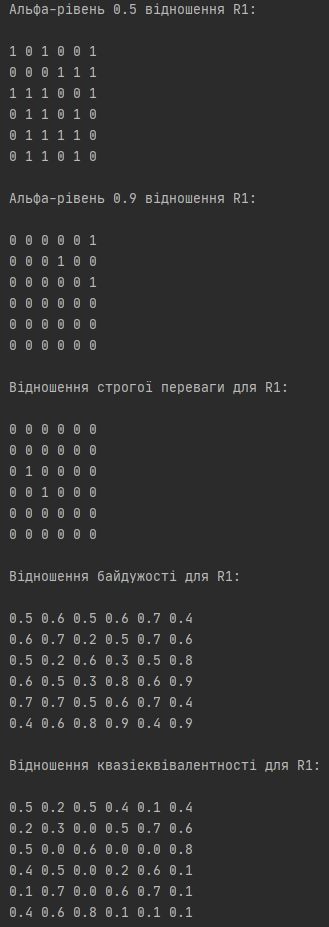 Альфа-рівень 0.5 відношення R1:
1 0 1 0 0 1
0 0 0 1 1 1
1 1 1 0 0 1
0 1 1 0 1 0
0 1 1 1 1 0
0 1 1 0 1 0
Альфа-рівень 0.9 відношення R1:
0 0 0 0 0 1
0 0 0 1 0 0
0 0 0 0 0 1
0 0 0 0 0 0
0 0 0 0 0 0
0 0 0 0 0 0
Відношення строгої переваги для R1:
0 0 0 0 0 0
0 0 0 0 0 0
0 1 0 0 0 0
0 0 1 0 0 0
0 0 0 0 0 0
0 0 0 0 0 0
Відношення байдужості для R1:
0.5 0.6 0.5 0.6 0.7 0.4
0.6 0.7 0.2 0.5 0.7 0.6
0.5 0.2 0.6 0.3 0.5 0.8
0.6 0.5 0.3 0.8 0.6 0.9
0.7 0.7 0.5 0.6 0.7 0.4
0.4 0.6 0.8 0.9 0.4 0.9
Відношення квазіеквівалентності для R1:
0.5 0.2 0.5 0.4 0.1 0.4
0.2 0.3 0.0 0.5 0.7 0.6
0.5 0.0 0.6 0.0 0.0 0.8
0.4 0.5 0.0 0.2 0.6 0.1
0.1 0.7 0.0 0.6 0.7 0.1
0.4 0.6 0.8 0.1 0.1 0.1